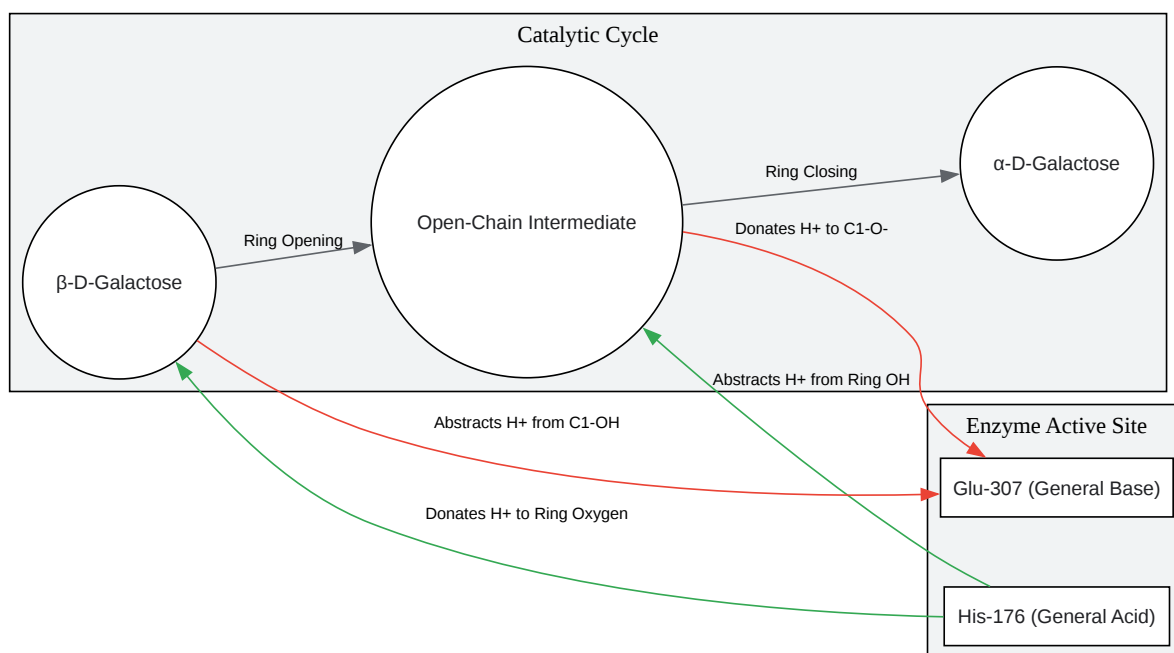 Catalytic Cycle
α-D-Galactose
Ring Closing
Open-Chain Intermediate
Donates H+ to C1-O-
Ring Opening
β-D-Galactose
Abstracts H+ from Ring OH
Abstracts H+ from C1-OH
Enzyme Active Site
Glu-307 (General Base)
Donates H+ to Ring Oxygen
His-176 (General Acid)